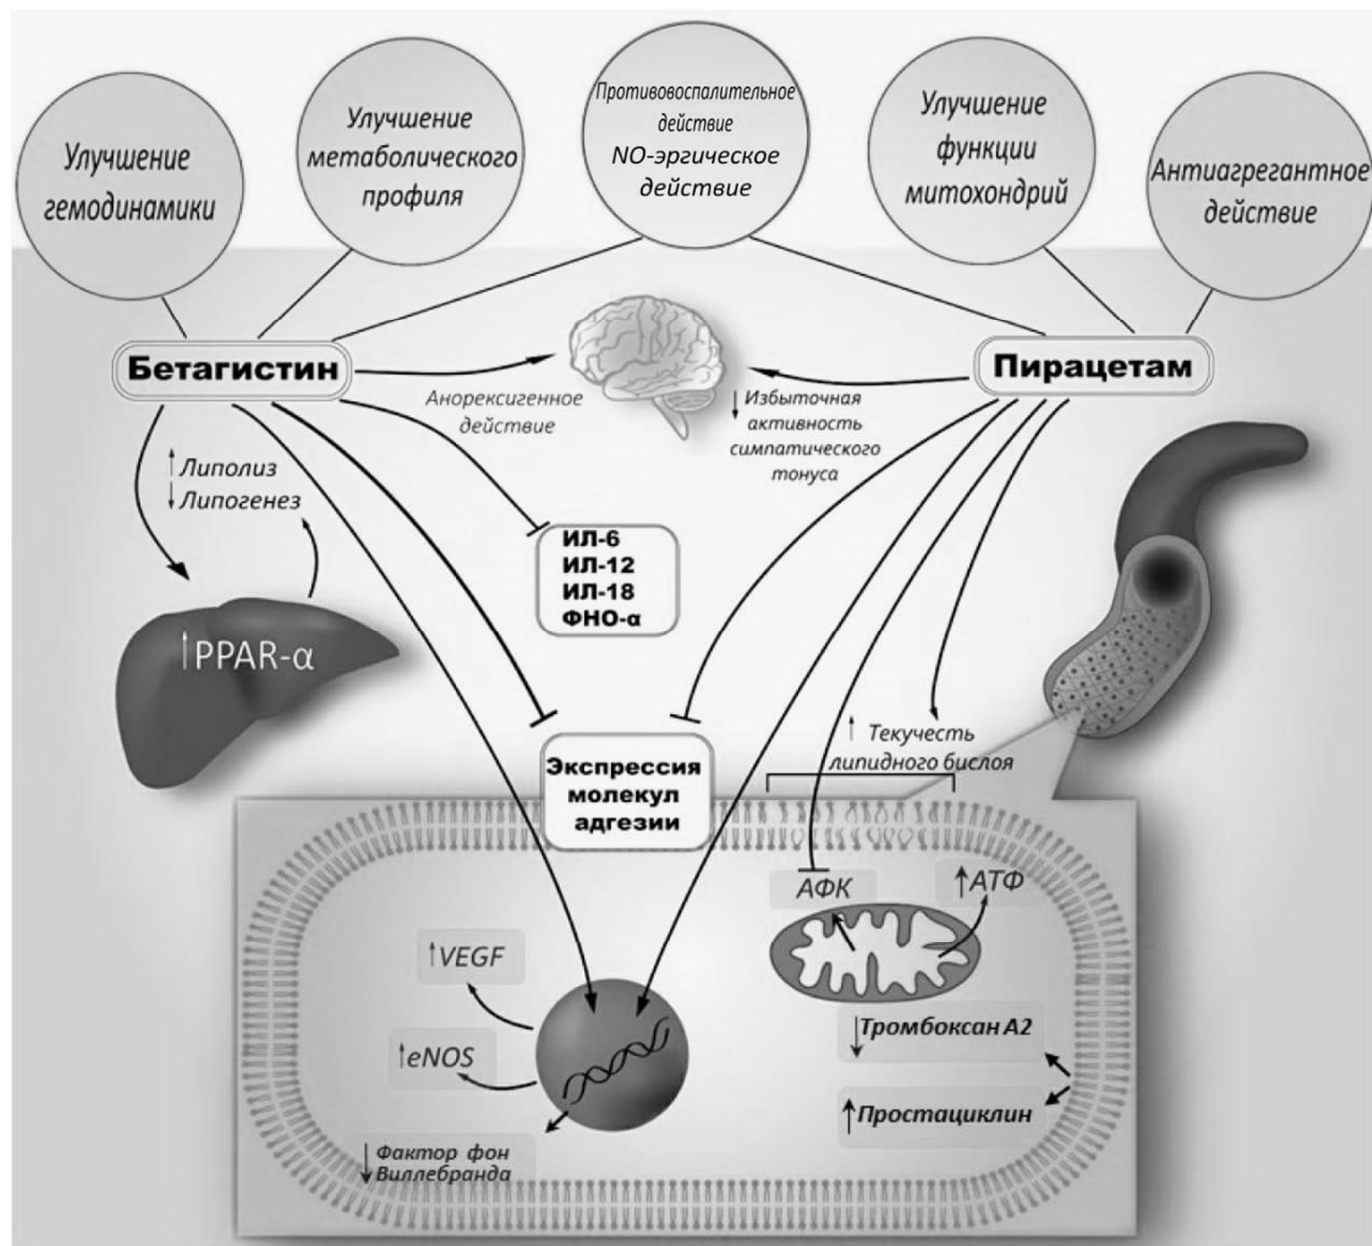 Улучшение
гемодинамики
Улучшение
метаболического
профиля
Противовоспалительное
действие
NO-эргическое
действие
Улучшение
функции
митохондрий
Антиагрегантное
действие
Бетагистин
Пирацетам
Анорексигенное
действие
↓ Избыточная
активность
симпатического
тонуса
↑ Липолиз
↓ Липогенез
ИЛ-6
ИЛ-12
ИЛ-18
ФНО-α
↑PPAR-α
↑ Текучесть
липидного бислоя
Экспрессия
молекул
адгезии
АФК
↑АТФ
↑VEGF
↑eNOS
↓ Фактор фон
Виллебранда
↓Тромбоксан А2
↑Простациклин